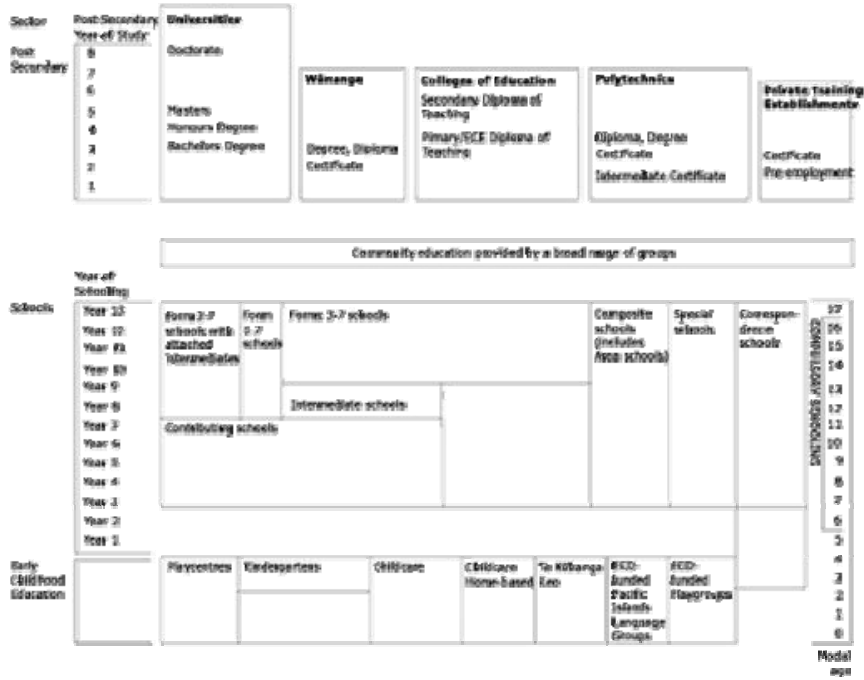 Sector
Post-Secondary
Year of Study
Universities
Post
Secondary
8
7
6
5
4
3
2
1
Doctorate
Masters
Honours Degree
Bachelors Degree
Wānanga
Degree, Diploma
Certificate
Colleges of Education
Secondary Diploma of
Teaching
Primary/ECE Diploma of
Teaching
Polytechnics
Diploma, Degree
Certificate
Intermediate Certificate
Private Training
Establishments
Certificate
Pre-employment
Community education provided by a broad range of groups
Year of
Schooling
Schools
Year 13
Year 12
Year 11
Year 10
Year 9
Year 8
Year 7
Year 6
Year 5
Year 4
Year 3
Year 2
Year 1
schools with
attached
Intermediates
Form
schools
Forms 3-7 schools
Intermediate schools
Contributing schools
Composite
schools
(includes
Area schools)
Special
schools
Correspon-
dence
schools
COMPULSORY SCHOOLING
17
16
15
14
13
12
11
10
9
8
7
6
5
4
3
2
1
0
Modal
age
Early
Childhood
Education
Playcentres
Kindergartens
Childcare
Childcare
Home-based
Te Kōhanga
Reo
ECD-
funded
Pacific
Islands
Language
Groups
ECD-
funded
Playgroups